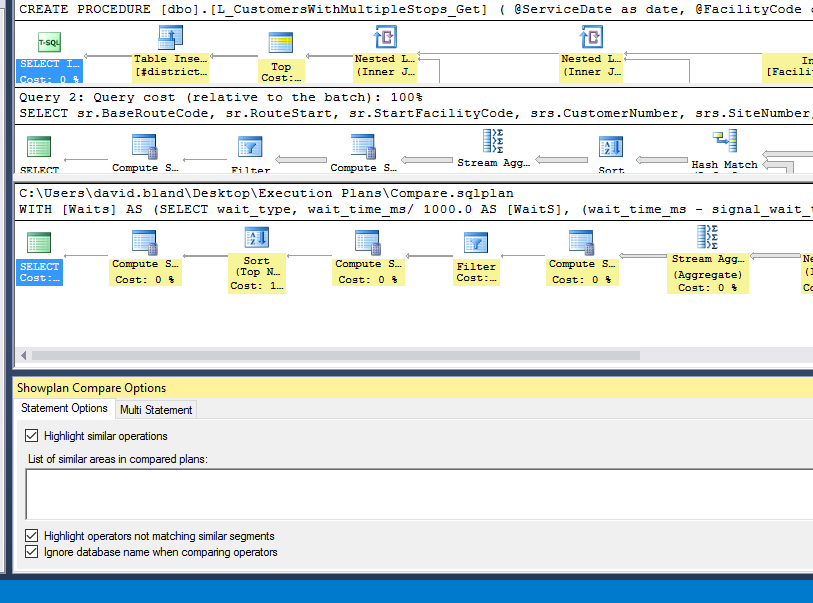 CREATE PROCEDURE [dbo].[L_CustomersWithMultipleStops_Get] ( @ServiceDate as date, @FacilityCode
T-SQL
SELECT I…
Cost: 0 %
Table Inse…
[#district…
Top
Cost:…
Nested L…
(Inner J…
Nested L…
(Inner J…
In
[Facili
Query 2: Query cost (relative to the batch): 100%
SELECT sr.BaseRouteCode, sr.RouteStart, sr.StartFacilityCode, srs.CustomerNumber, srs.SiteNumber,
SELECT
Compute S…
Filter
Compute S…
Stream Agg…
Sort
Hash Match
C:\Users\david.bland\Desktop\Execution Plans\Compare.sqlplan
WITH [Waits] AS (SELECT wait_type, wait_time_ms/ 1000.0 AS [WaitS], (wait_time_ms - signal_wait_t
SELECT
Cost:…
Compute S…
Cost: 0 %
Sort
(Top N…
Cost: 1…
Compute S…
Cost: 0 %
Filter
Cost:…
Compute S…
Cost: 0 %
Stream Agg…
(Aggregate)
Cost: 0 %
Ne
(I
Co
Showplan Compare Options
Statement Options
Multi Statement
Highlight similar operations
List of similar areas in compared plans:
Highlight operators not matching similar segments
Ignore database name when comparing operators